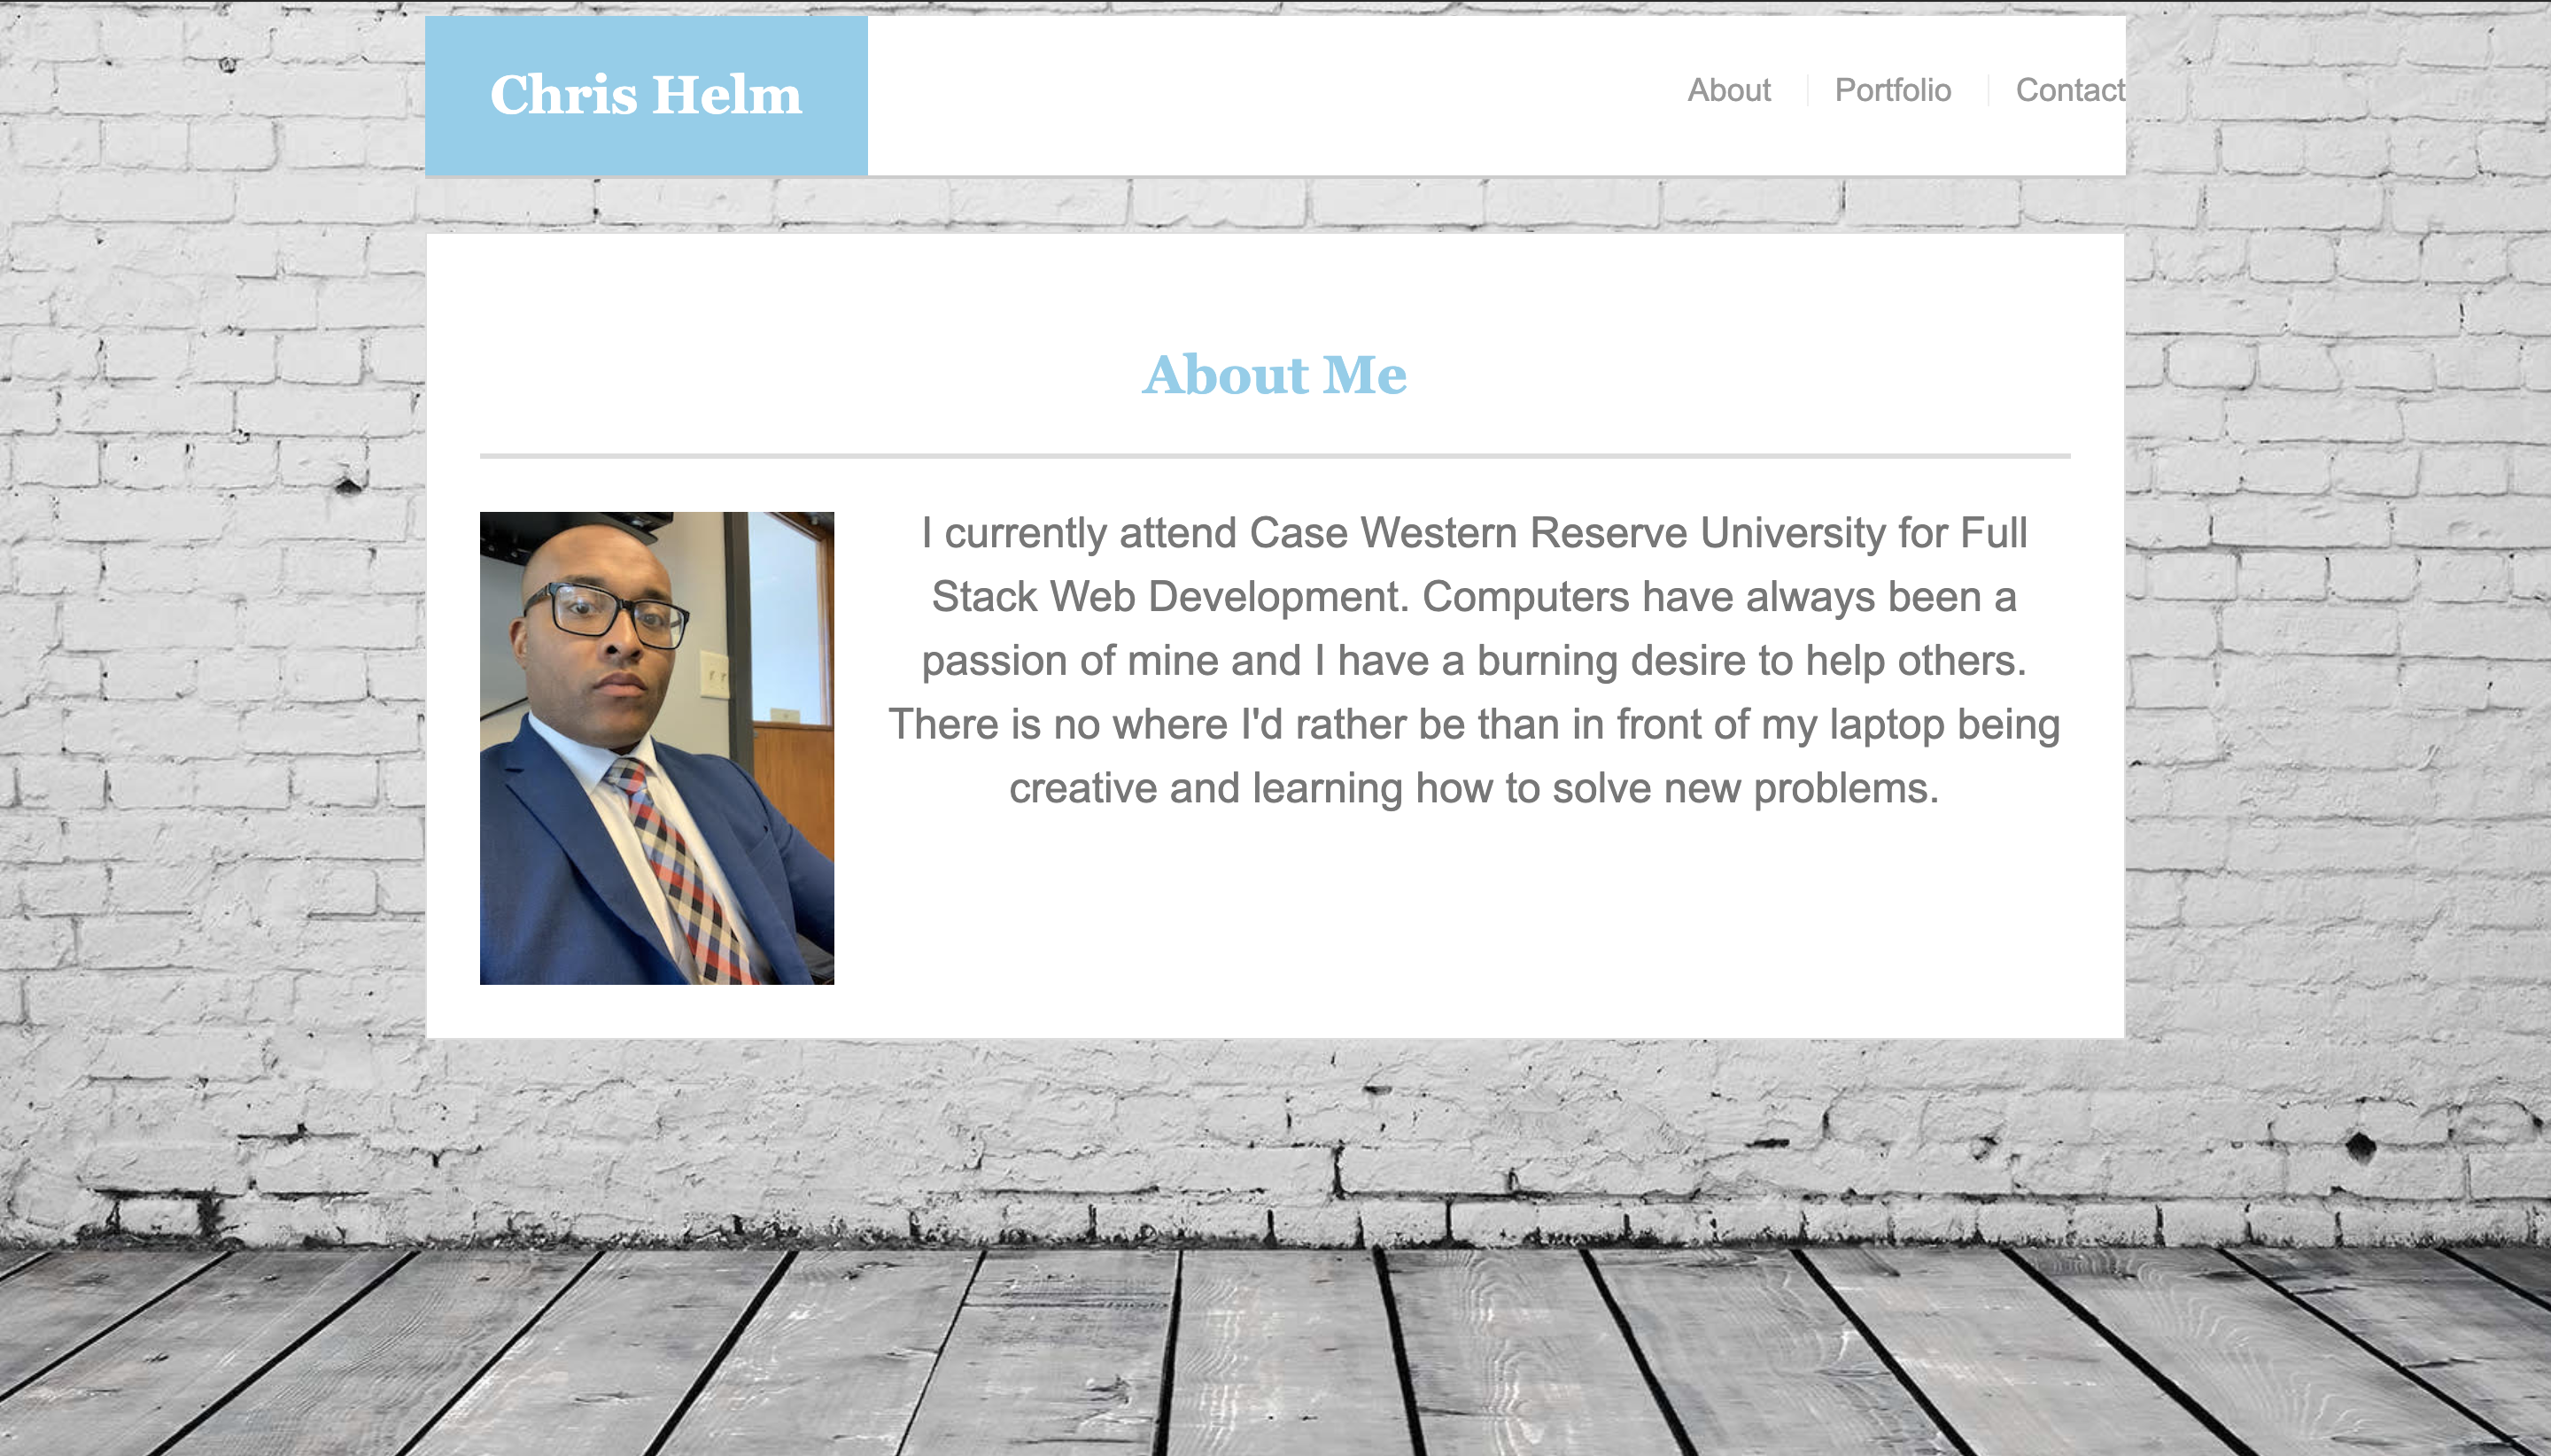 Chris Helm
About
Portfolio
Contact
About Me
I currently attend Case Western Reserve University for Full
Stack Web Development. Computers have always been a
passion of mine and I have a burning desire to help others.
There is no where I'd rather be than in front of my laptop being
creative and learning how to solve new problems.